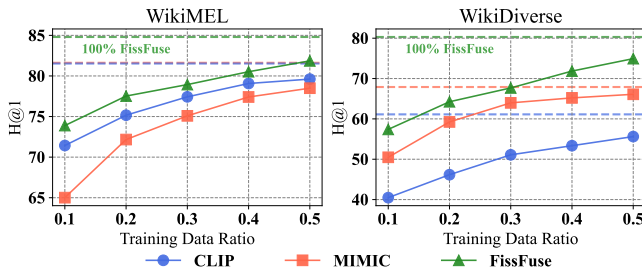 WikiMEL
85
80
75
70
65
H@1
100% FissFuse
0.1 0.2 0.3 0.4 0.5
Training Data Ratio
WikiDiverse
80
70
60
50
40
H@1
100% FissFuse
0.1 0.2 0.3 0.4 0.5
Training Data Ratio
CLIP MIMIC FissFuse